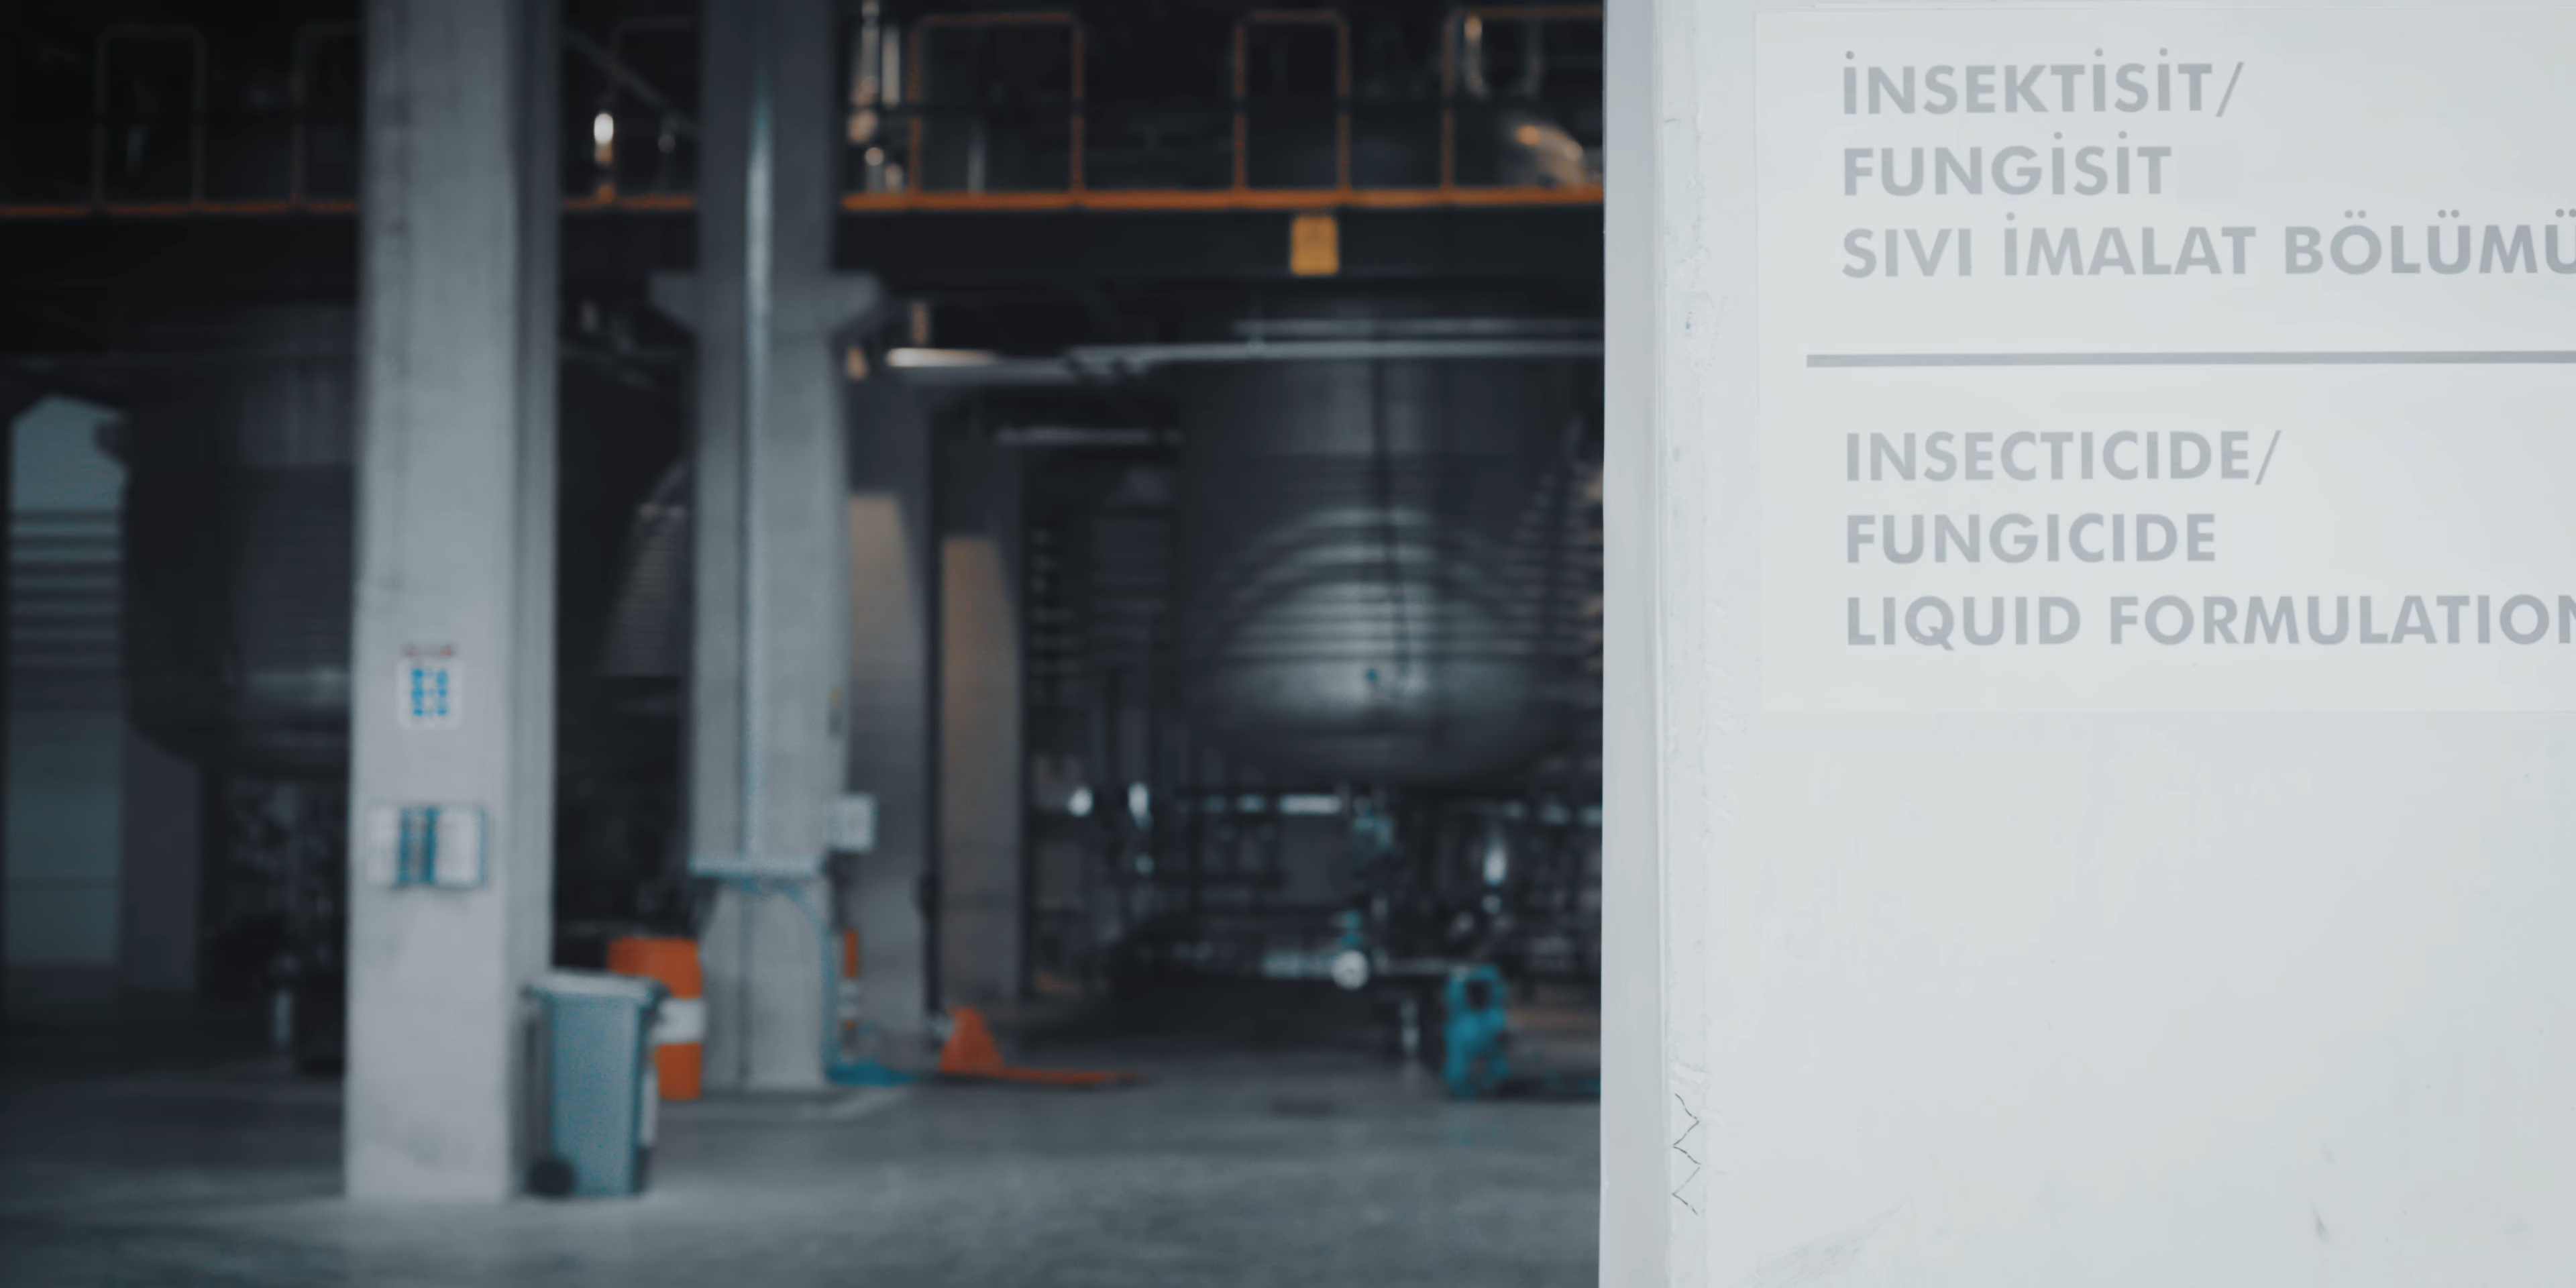 İNSEKTİSİT/
FUNGİSİT
SIVI İMALAT BÖLÜMÜ
INSECTICIDE/
FUNGICIDE
LIQUID FORMULATION